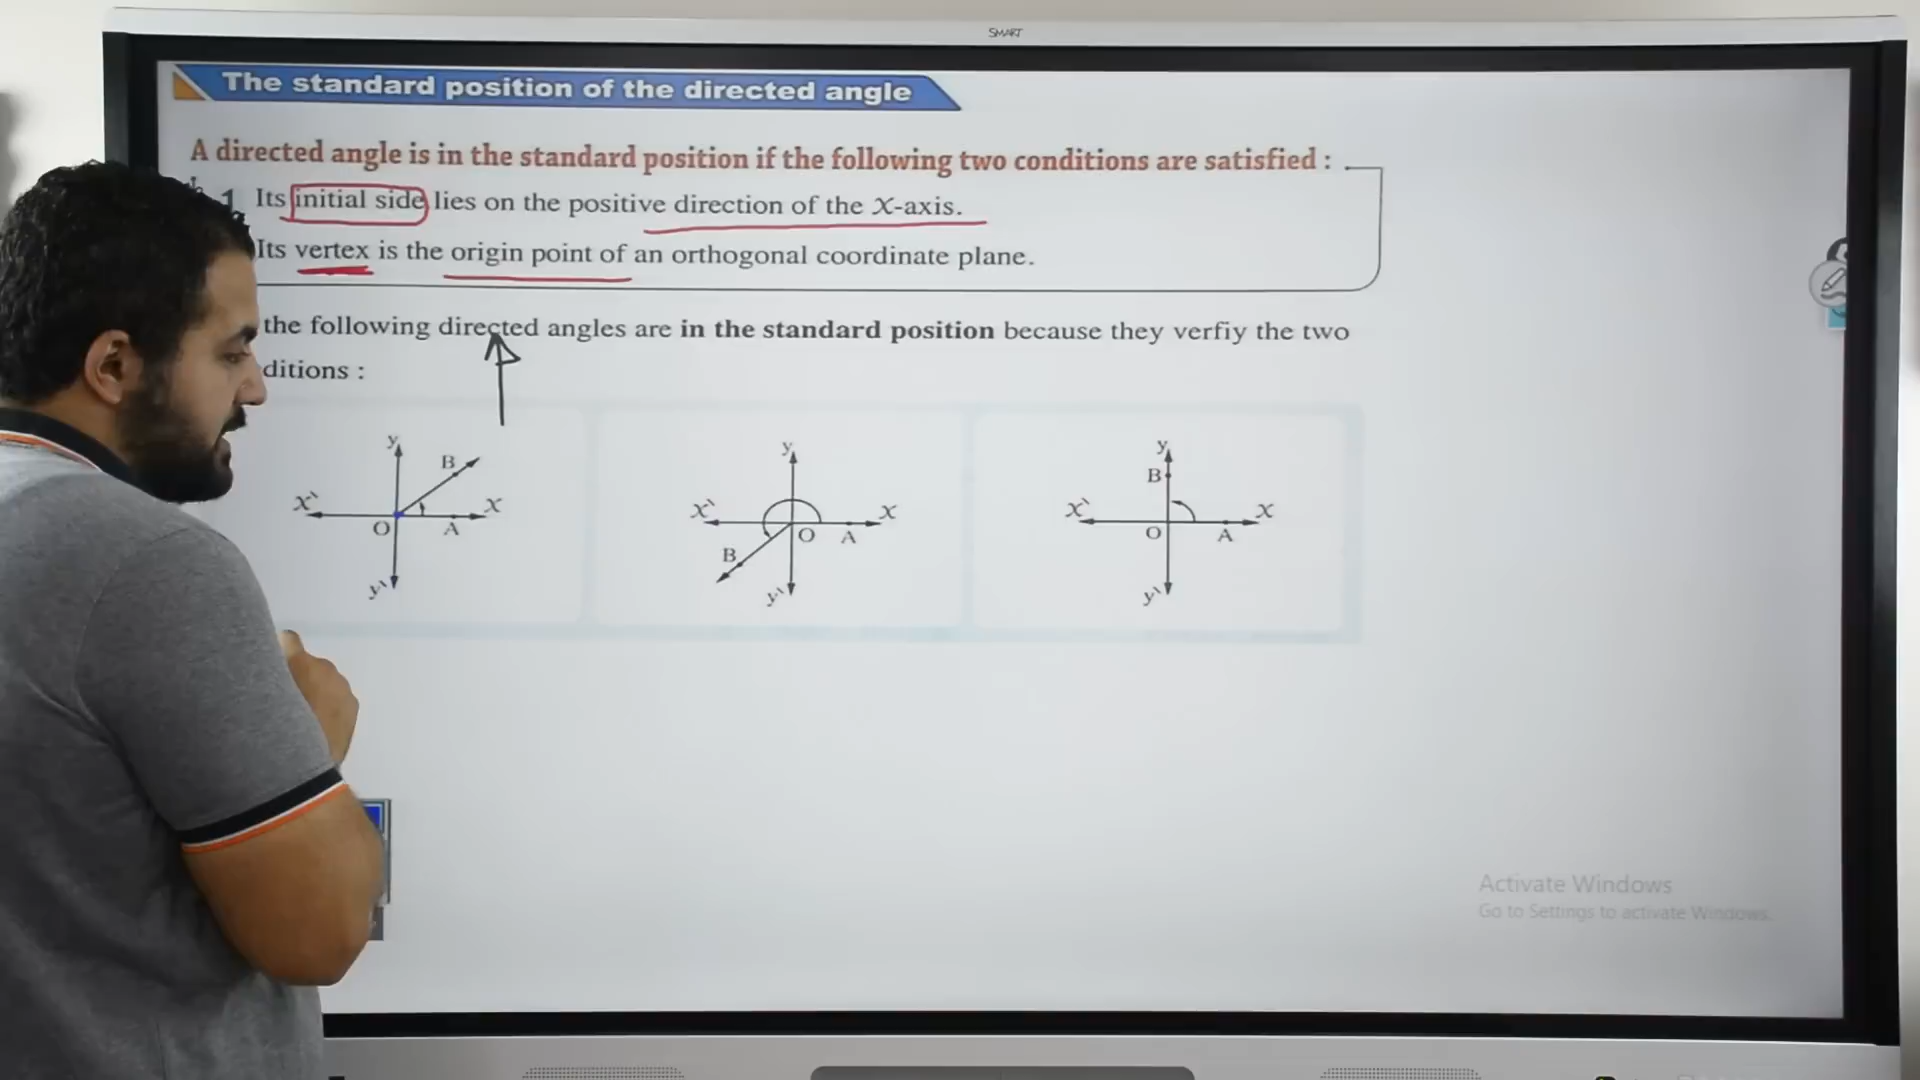 SMART
The standard position of the directed angle
A directed angle is in the standard position if the following two conditions are satisfied :
1 Its initial side lies on the positive direction of the X-axis.
Its vertex is the origin point of an orthogonal coordinate plane.
the following directed angles are in the standard position because they verfiy the two
ditions :
y y y
B B
x` x x` x x` x
O A O A O A
B
y` y` y`
Activate Windows
Go to Settings to activate Windows.